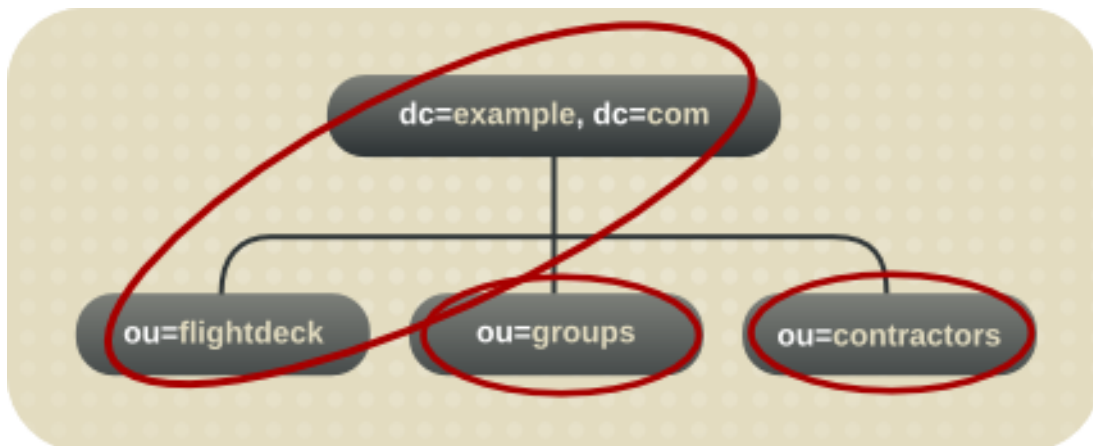 dc=example, dc=com
ou=flightdeck
ou=groups
ou=contractors